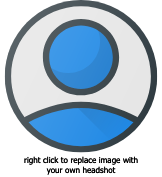 right click to replace image with
your own headshot